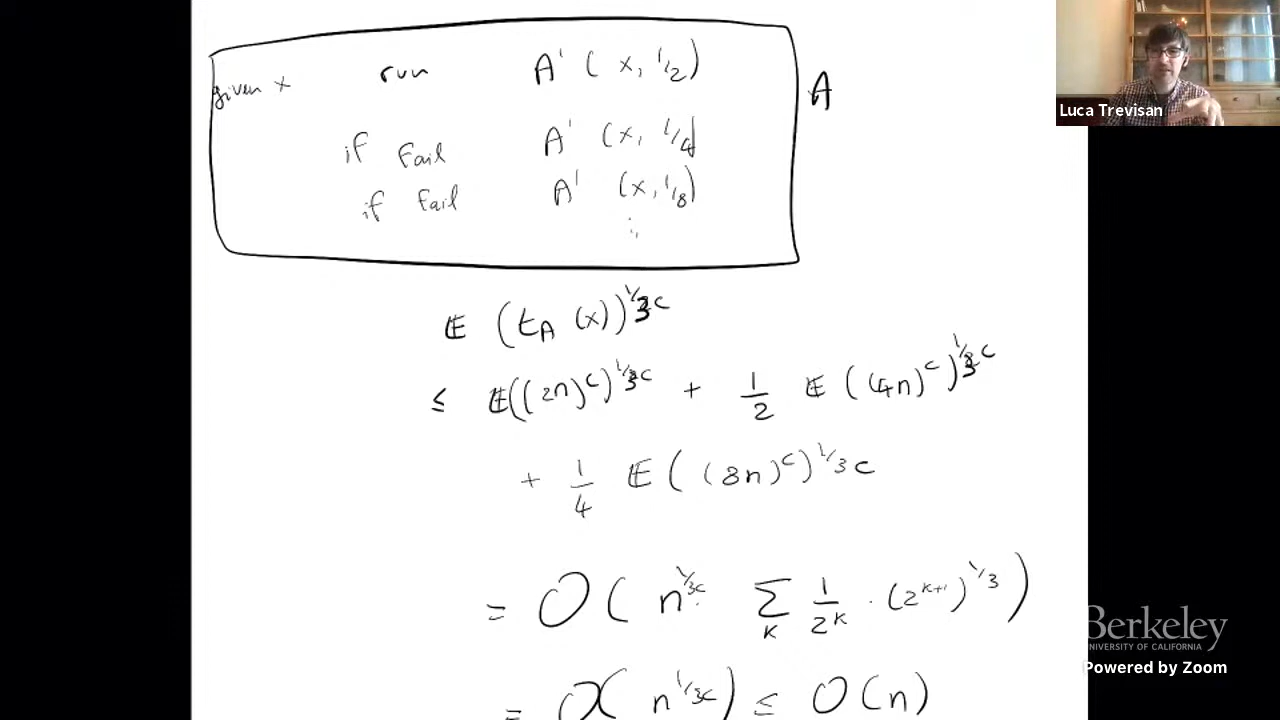 given x run A' ( x, 1/2)
A
if fail A' (x, 1/4
if fail A' (x, 1/8)
⋮
𝔼 (t_A (x))^{1/3c}
≤ 𝔼((2n)^c)^{1/3c} + 1/2 𝔼 ((4n)^c)^{1/3c}
+ 1/4 𝔼 ( (8n)^c)^{1/3c}
= O( n^{1/3c} ∑_k 1/2^k · (2^{k+1})^{1/3} )
= O( n^{1/3c}) ≤ O(n)
Luca Trevisan
Berkeley
UNIVERSITY OF CALIFORNIA
Powered by Zoom